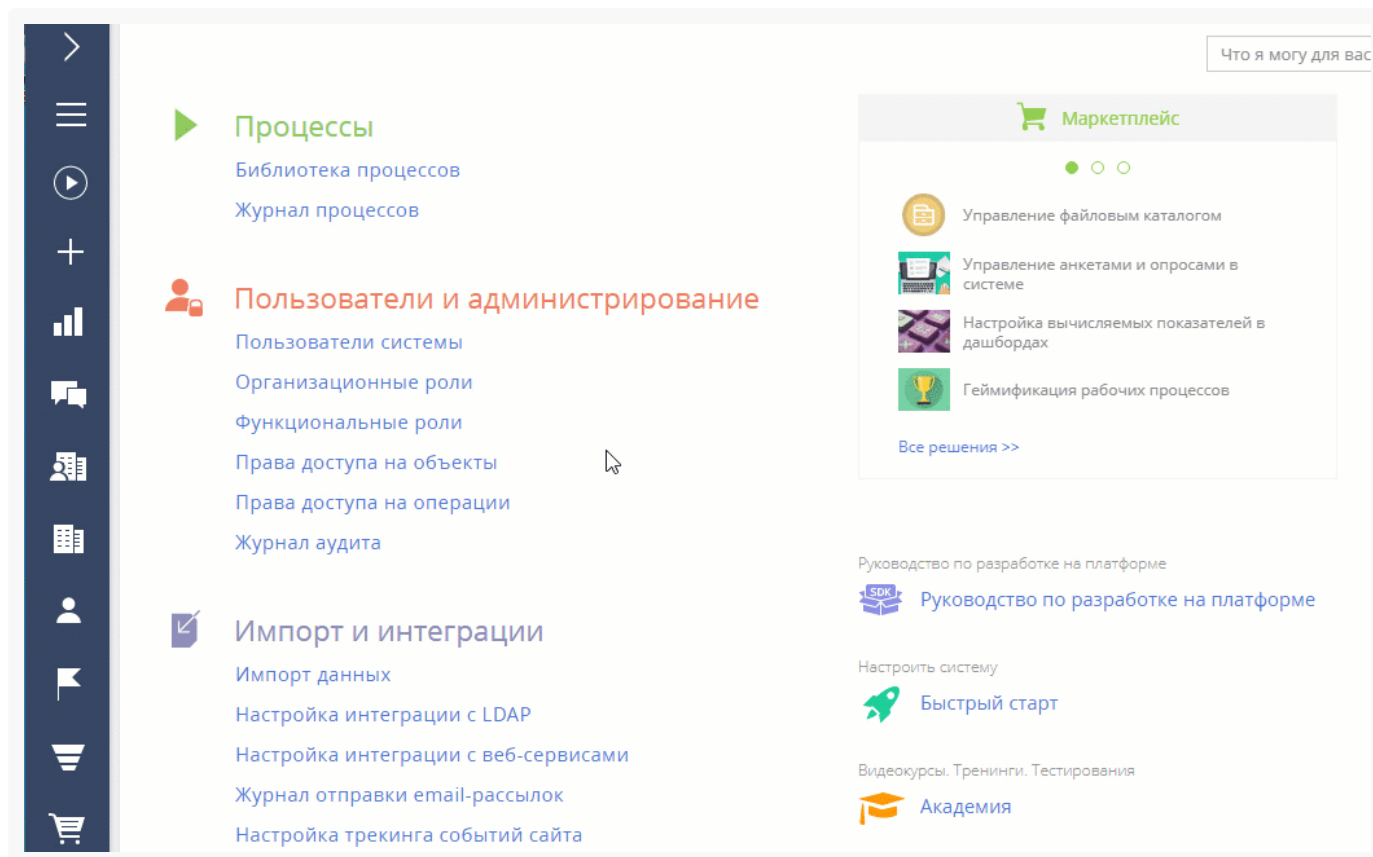 Что я могу для вас
Процессы
Библиотека процессов
Журнал процессов
Пользователи и администрирование
Пользователи системы
Организационные роли
Функциональные роли
Права доступа на объекты
Права доступа на операции
Журнал аудита
Импорт и интеграции
Импорт данных
Настройка интеграции с LDAP
Настройка интеграции с веб-сервисами
Журнал отправки email-рассылок
Настройка трекинга событий сайта
Маркетплейс
Управление файловым каталогом
Управление анкетами и опросами в
системе
Настройка вычисляемых показателей в
дашбордах
Геймификация рабочих процессов
Все решения >>
Руководство по разработке на платформе
SDK
Руководство по разработке на платформе
Настроить систему
Быстрый старт
Видеокурсы. Тренинги. Тестирования
Академия